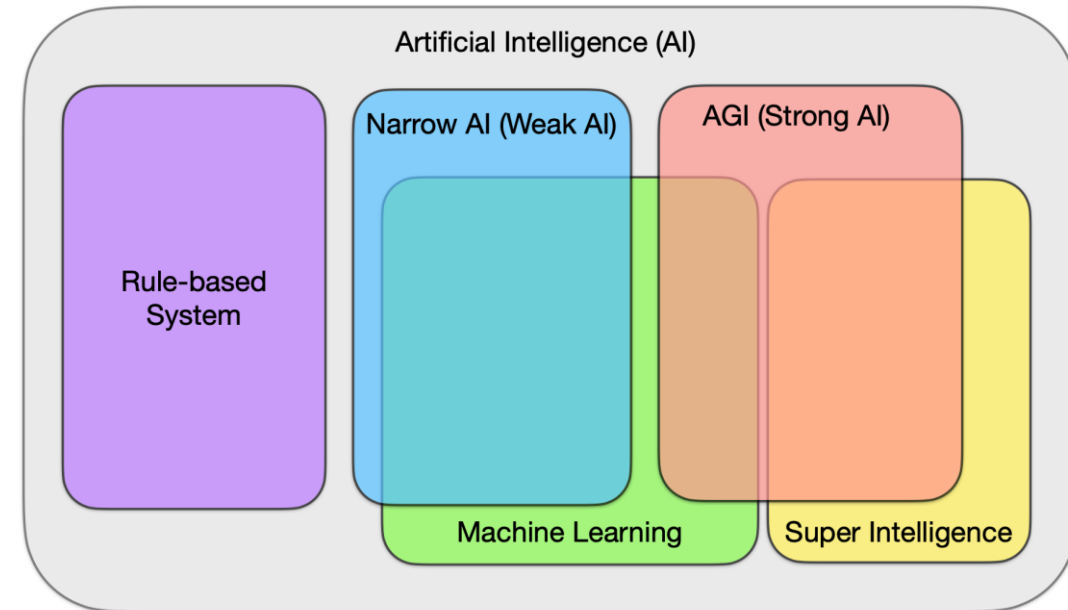 Artificial Intelligence (AI)
Narrow AI (Weak AI)
AGI (Strong AI)
Rule-based
System
Machine Learning
Super Intelligence